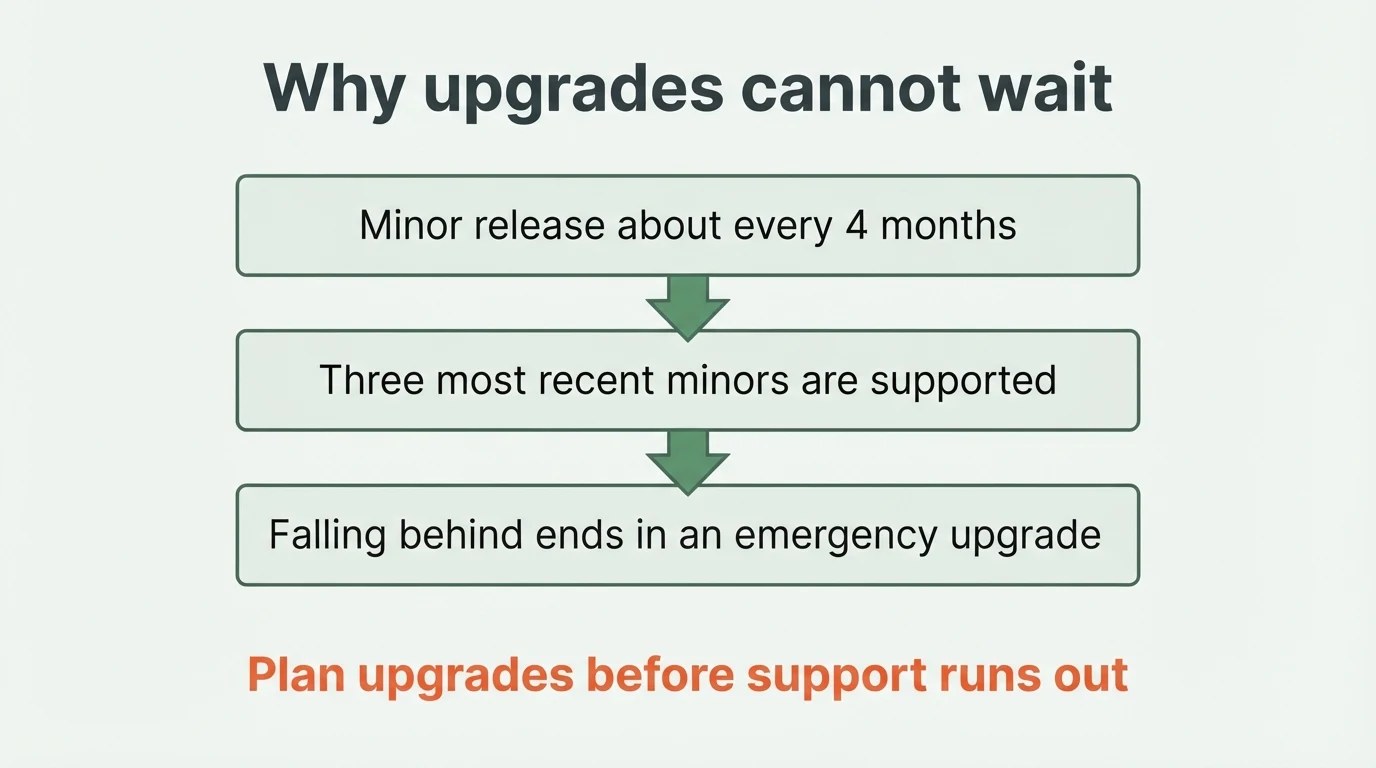 Why upgrades cannot wait
Minor release about every 4 months
Three most recent minors are supported
Falling behind ends in an emergency upgrade
Plan upgrades before support runs out